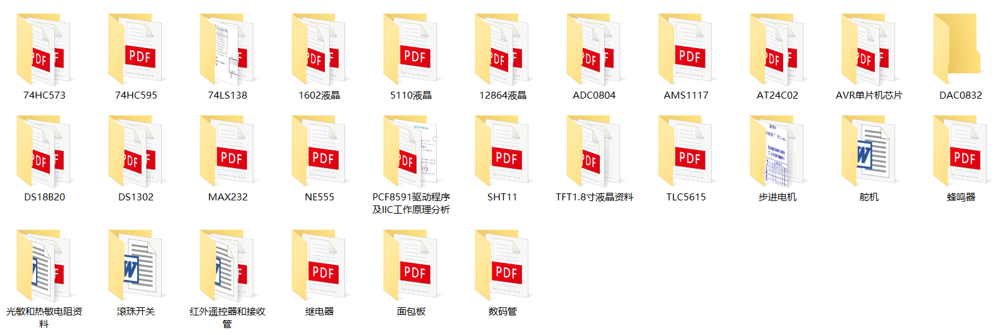 74HC573
74HC595
74LS138
1602液晶
5110液晶
12864液晶
ADC0804
AMS1117
AT24C02
AVR单片机芯片
DAC0832
DS18B20
DS1302
MAX232
NE555
PCF8591驱动程序
及IIC工作原理分析
SHT11
TFT1.8寸液晶资料
TLC5615
步进电机
舵机
蜂鸣器
光敏和热敏电阻资
料
滚珠开关
红外遥控器和接收
管
继电器
面包板
数码管